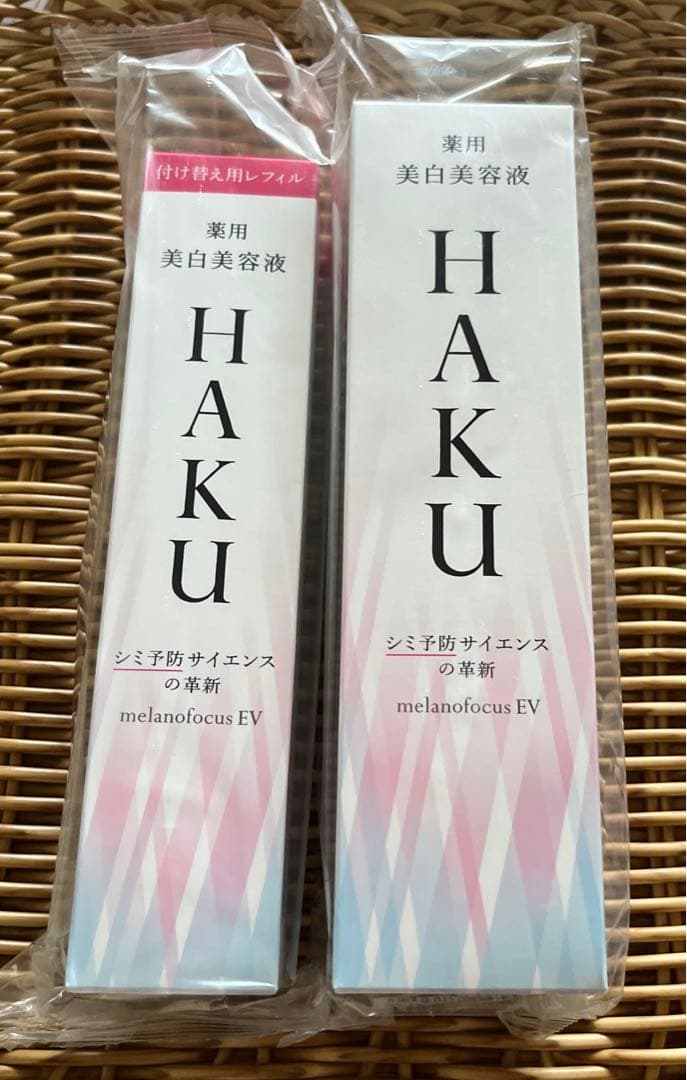 付け替え用レフィル
薬用
美白美容液
HAKU
シミ予防サイエンス
の革新
melanofocus EV
薬用
美白美容液
HAKU
シミ予防サイエンス
の革新
melanofocus EV